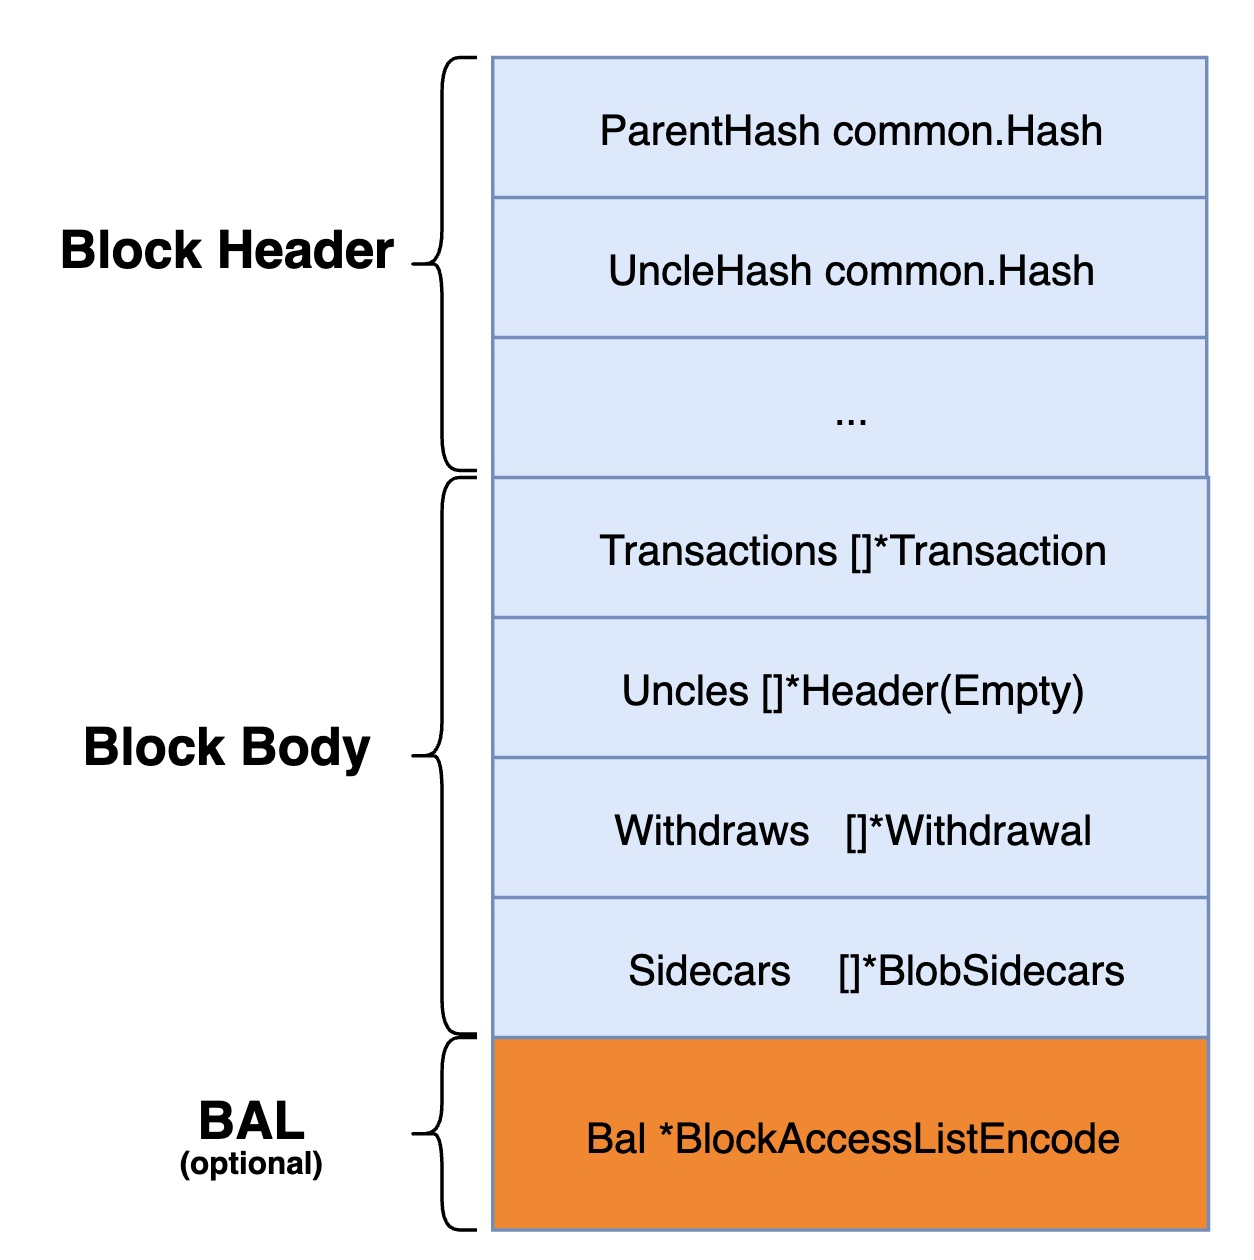 Block Header
ParentHash common.Hash
UncleHash common.Hash
...
Block Body
Transactions []*Transaction
Uncles []*Header(Empty)
Withdraws []*Withdrawal
Sidecars []*BlobSidecars
BAL
(optional)
Bal *BlockAccessListEncode